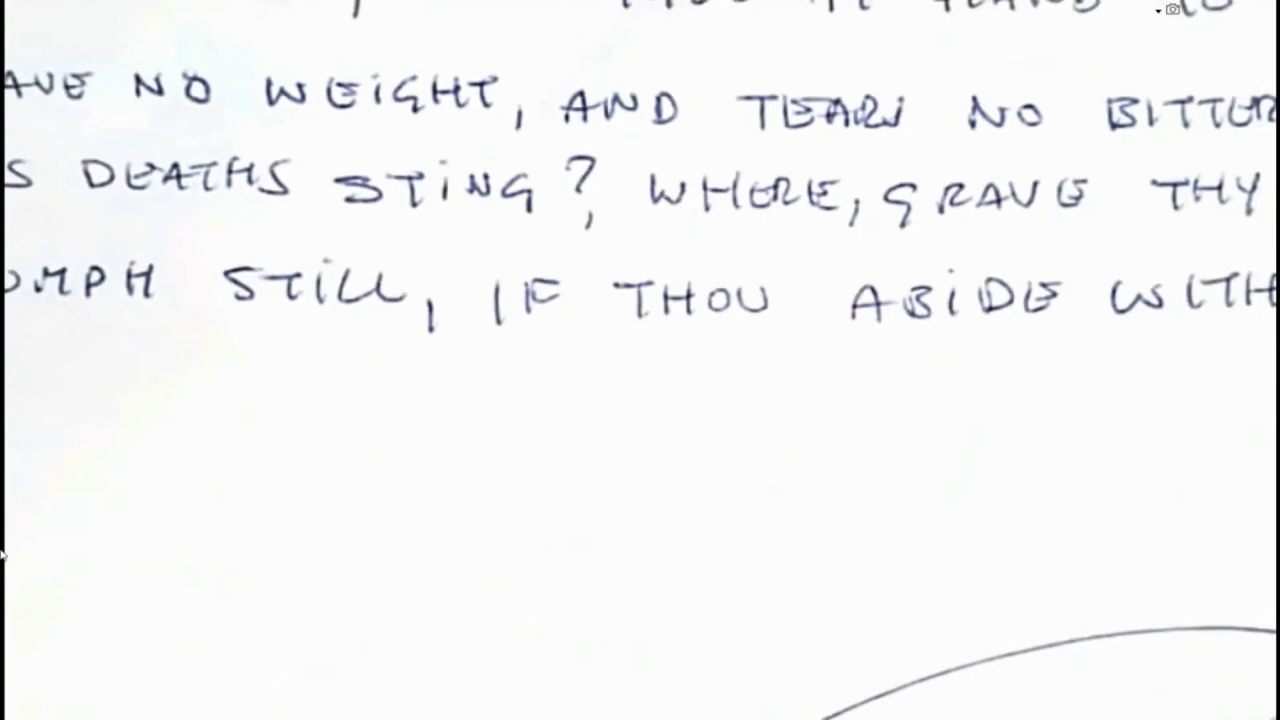 AVE NO WEIGHT, AND TEARS NO BITTER
S DEATHS STING?, WHERE, GRAVE THY
OMPH STILL, IF THOU ABIDE WITH